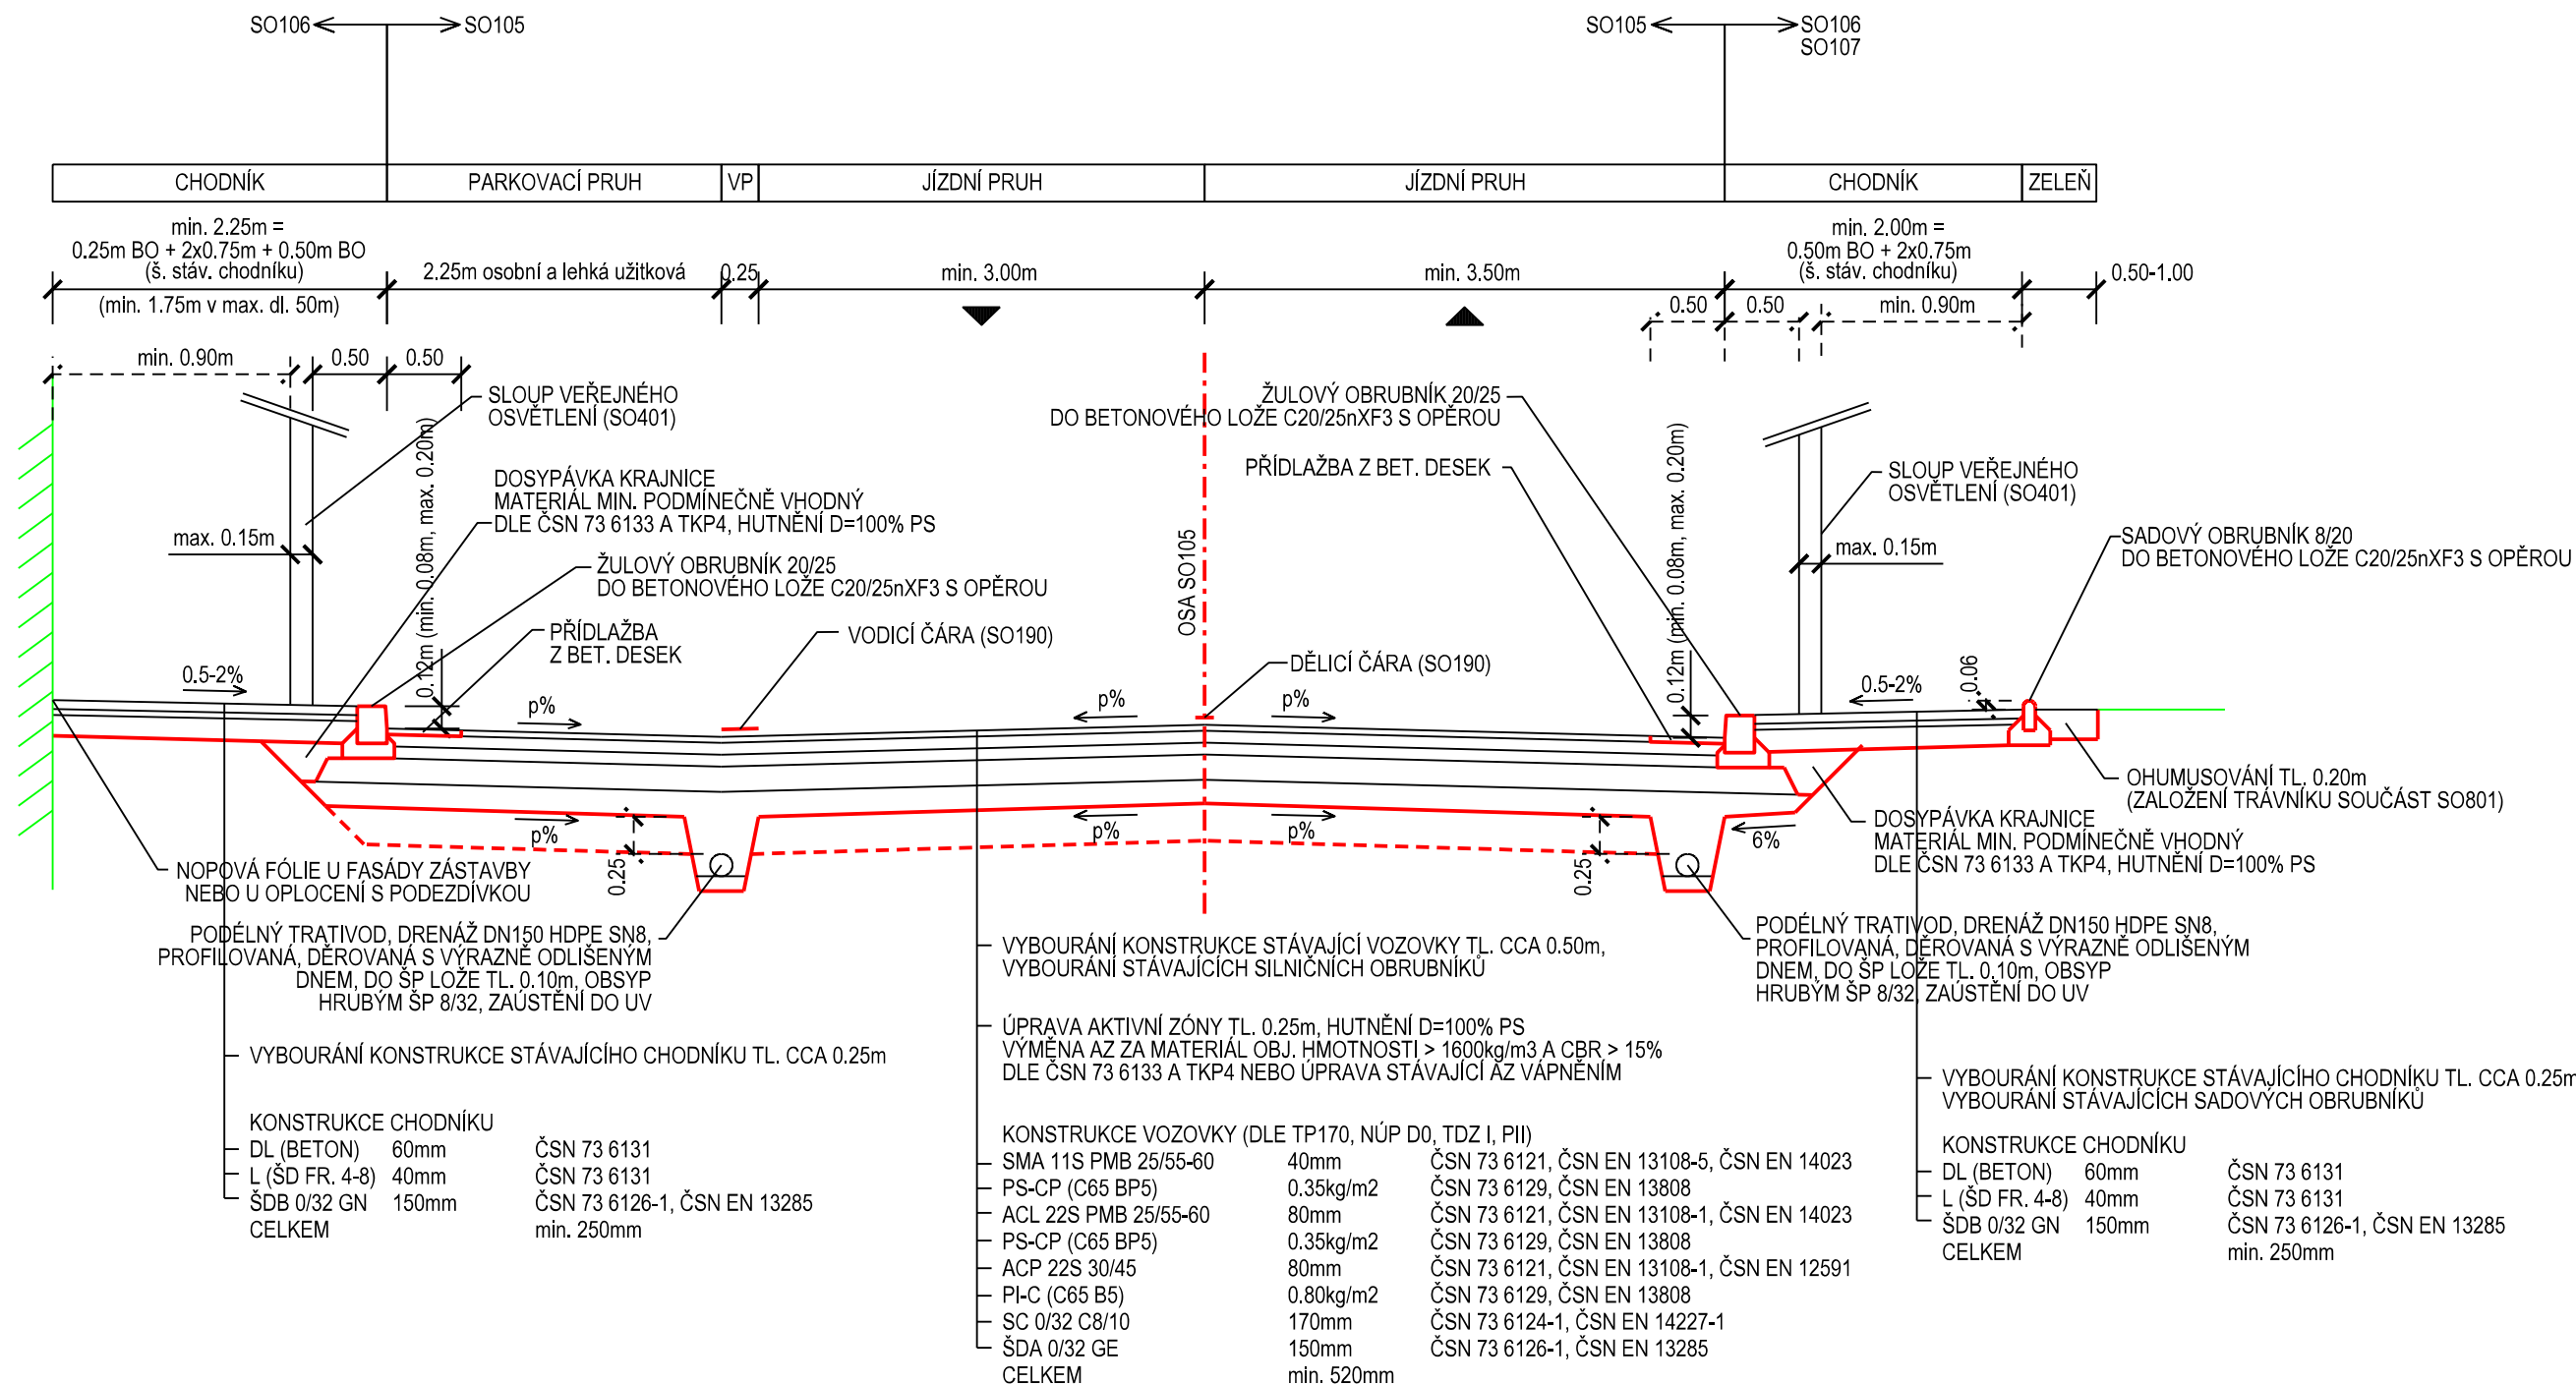 SO106
SO105
SO105
SO106
SO107
CHODNÍK
PARKOVACÍ PRUH
VP
JÍZDNÍ PRUH
JÍZDNÍ PRUH
CHODNÍK
ZELEŇ
min. 2.25m =
0.25m BO + 2x0.75m + 0.50m BO
(š. stáv. chodníku)
(min. 1.75m v max. dl. 50m)
2.25m osobní a lehká užitková
0.25
min. 3.00m
min. 3.50m
min. 2.00m =
0.50m BO + 2x0.75m
(š. stáv. chodníku)
0.50-1.00
0.50
0.50
min. 0.90m
min. 0.90m
0.50
0.50
SLOUP VEŘEJNÉHO
OSVĚTLENÍ (SO401)
DOSYPÁVKA KRAJNICE
MATERIÁL MIN. PODMÍNEČNĚ VHODNÝ
DLE ČSN 73 6133 A TKP4, HUTNĚNÍ D=100% PS
max. 0.15m
ŽULOVÝ OBRUBNÍK 20/25
DO BETONOVÉHO LOŽE C20/25nXF3 S OPĚROU
0.12m (min. 0.08m, max. 0.20m)
PŘÍDLAŽBA
Z BET. DESEK
VODICÍ ČÁRA (SO190)
OSA SO105
DĚLICÍ ČÁRA (SO190)
ŽULOVÝ OBRUBNÍK 20/25
DO BETONOVÉHO LOŽE C20/25nXF3 S OPĚROU
PŘÍDLAŽBA Z BET. DESEK
0.12m (min. 0.08m, max. 0.20m)
SLOUP VEŘEJNÉHO
OSVĚTLENÍ (SO401)
max. 0.15m
SADOVÝ OBRUBNÍK 8/20
DO BETONOVÉHO LOŽE C20/25nXF3 S OPĚROU
0.5-2%
p%
p%
p%
0.5-2%
0.06
p%
p%
p%
6%
0.25
0.25
OHUMUSOVÁNÍ TL. 0.20m
(ZALOŽENÍ TRÁVNÍKU SOUČÁST SO801)
DOSYPÁVKA KRAJNICE
MATERIÁL MIN. PODMÍNEČNĚ VHODNÝ
DLE ČSN 73 6133 A TKP4, HUTNĚNÍ D=100% PS
NOPOVÁ FÓLIE U FASÁDY ZÁSTAVBY
NEBO U OPLOCENÍ S PODEZDÍVKOU
PODÉLNÝ TRATIVOD, DRENÁŽ DN150 HDPE SN8,
PROFILOVANÁ, DĚROVANÁ S VÝRAZNĚ ODLIŠENÝM
DNEM, DO ŠP LOŽE TL. 0.10m, OBSYP
HRUBÝM ŠP 8/32, ZAÚSTĚNÍ DO UV
VYBOURÁNÍ KONSTRUKCE STÁVAJÍCÍHO CHODNÍKU TL. CCA 0.25m
KONSTRUKCE CHODNÍKU
DL (BETON) 60mm ČSN 73 6131
L (ŠD FR. 4-8) 40mm ČSN 73 6131
ŠDB 0/32 GN 150mm ČSN 73 6126-1, ČSN EN 13285
CELKEM min. 250mm
VYBOURÁNÍ KONSTRUKCE STÁVAJÍCÍ VOZOVKY TL. CCA 0.50m,
VYBOURÁNÍ STÁVAJÍCÍCH SILNIČNÍCH OBRUBNÍKŮ
ÚPRAVA AKTIVNÍ ZÓNY TL. 0.25m, HUTNĚNÍ D=100% PS
VÝMĚNA AZ ZA MATERIÁL OBJ. HMOTNOSTI > 1600kg/m3 A CBR > 15%
DLE ČSN 73 6133 A TKP4 NEBO ÚPRAVA STÁVAJÍCÍ AZ VÁPNĚNÍM
KONSTRUKCE VOZOVKY (DLE TP170, NÚP D0, TDZ I, PII)
SMA 11S PMB 25/55-60 40mm ČSN 73 6121, ČSN EN 13108-5, ČSN EN 14023
PS-CP (C65 BP5) 0.35kg/m2 ČSN 73 6129, ČSN EN 13808
ACL 22S PMB 25/55-60 80mm ČSN 73 6121, ČSN EN 13108-1, ČSN EN 14023
PS-CP (C65 BP5) 0.35kg/m2 ČSN 73 6129, ČSN EN 13808
ACP 22S 30/45 80mm ČSN 73 6121, ČSN EN 13108-1, ČSN EN 12591
PI-C (C65 B5) 0.80kg/m2 ČSN 73 6129, ČSN EN 13808
SC 0/32 C8/10 170mm ČSN 73 6124-1, ČSN EN 14227-1
ŠDA 0/32 GE 150mm ČSN 73 6126-1, ČSN EN 13285
CELKEM min. 520mm
PODÉLNÝ TRATIVOD, DRENÁŽ DN150 HDPE SN8,
PROFILOVANÁ, DĚROVANÁ S VÝRAZNĚ ODLIŠENÝM
DNEM, DO ŠP LOŽE TL. 0.10m, OBSYP
HRUBÝM ŠP 8/32, ZAÚSTĚNÍ DO UV
VYBOURÁNÍ KONSTRUKCE STÁVAJÍCÍHO CHODNÍKU TL. CCA 0.25m
VYBOURÁNÍ STÁVAJÍCÍCH SADOVÝCH OBRUBNÍKŮ
KONSTRUKCE CHODNÍKU
DL (BETON) 60mm ČSN 73 6131
L (ŠD FR. 4-8) 40mm ČSN 73 6131
ŠDB 0/32 GN 150mm ČSN 73 6126-1, ČSN EN 13285
CELKEM min. 250mm